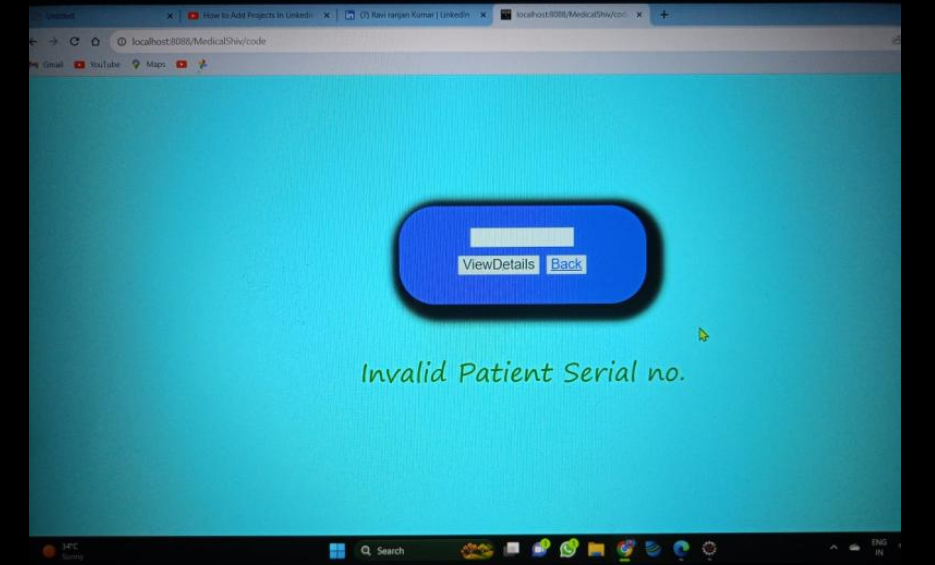 Untitled
How to Add Projects In Linkedin
(7) Ravi ranjan Kumar | LinkedIn
localhost:8088/MedicalShiv/cod
localhost:8088/MedicalShiv/code
Gmail YouTube Maps
ViewDetails Back
Invalid Patient Serial no.
34°C
Sunny
Search
ENG
IN